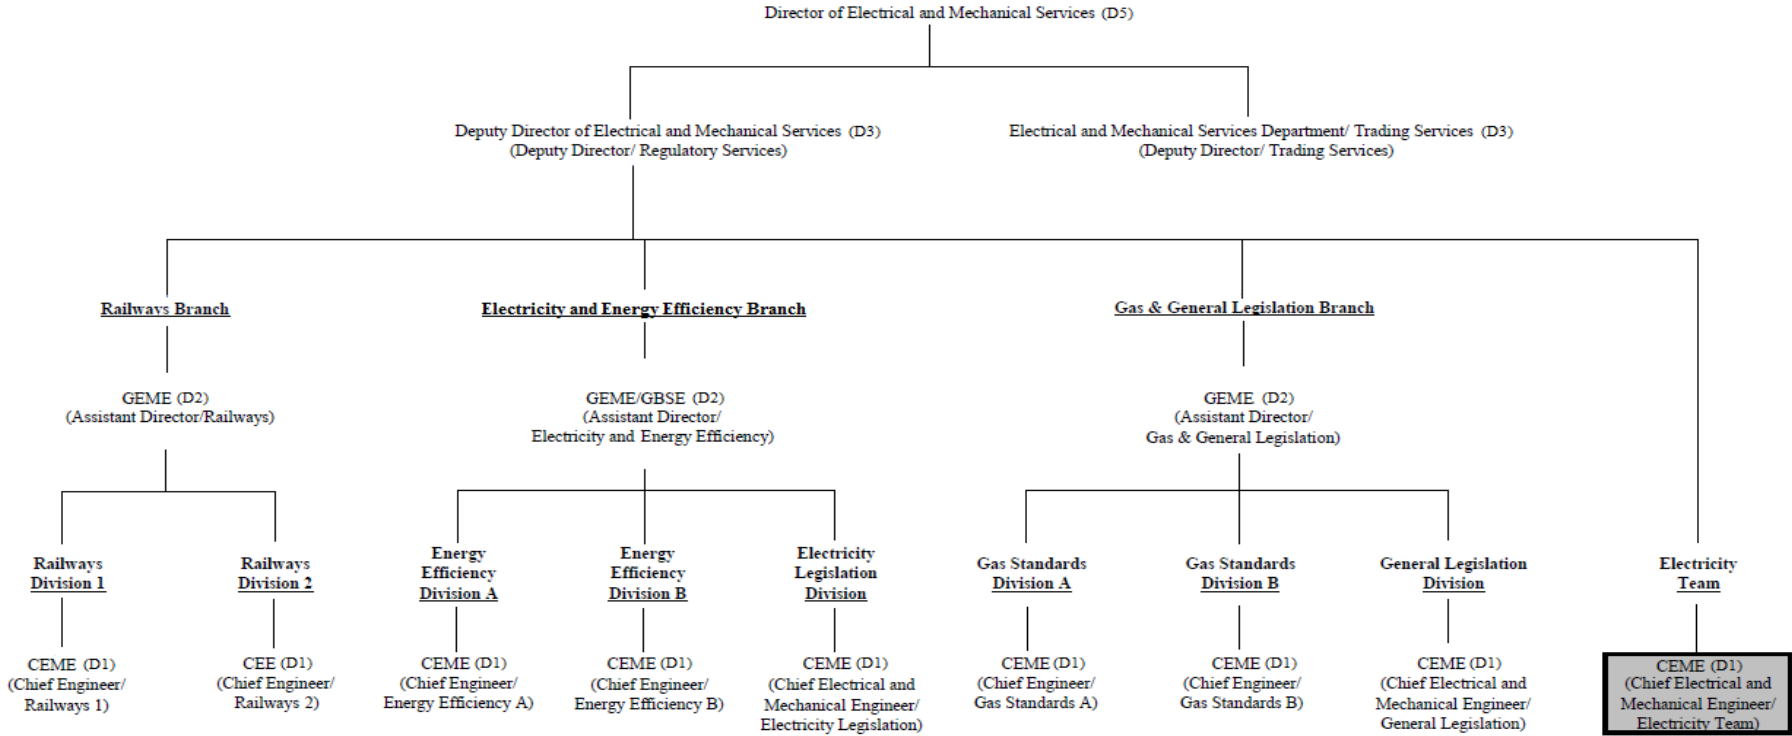 Director of Electrical and Mechanical Services (D5)
Deputy Director of Electrical and Mechanical Services (D3)
(Deputy Director/ Regulatory Services)
Electrical and Mechanical Services Department/ Trading Services (D3)
(Deputy Director/ Trading Services)
Railways Branch
Electricity and Energy Efficiency Branch
Gas & General Legislation Branch
GEME (D2)
(Assistant Director/Railways)
GEME/GBSE (D2)
(Assistant Director/
Electricity and Energy Efficiency)
GEME (D2)
(Assistant Director/
Gas & General Legislation)
Railways
Division 1
Railways
Division 2
Energy
Efficiency
Division A
Energy
Efficiency
Division B
Electricity
Legislation
Division
Gas Standards
Division A
Gas Standards
Division B
General Legislation
Division
Electricity
Team
CEME (D1)
(Chief Engineer/
Railways 1)
CEE (D1)
(Chief Engineer/
Railways 2)
CEME (D1)
(Chief Engineer/
Energy Efficiency A)
CEME (D1)
(Chief Engineer/
Energy Efficiency B)
CEME (D1)
(Chief Electrical and
Mechanical Engineer/
Electricity Legislation)
CEME (D1)
(Chief Engineer/
Gas Standards A)
CEME (D1)
(Chief Engineer/
Gas Standards B)
CEME (D1)
(Chief Electrical and
Mechanical Engineer/
General Legislation)
CEME (D1)
(Chief Electrical and
Mechanical Engineer/
Electricity Team)